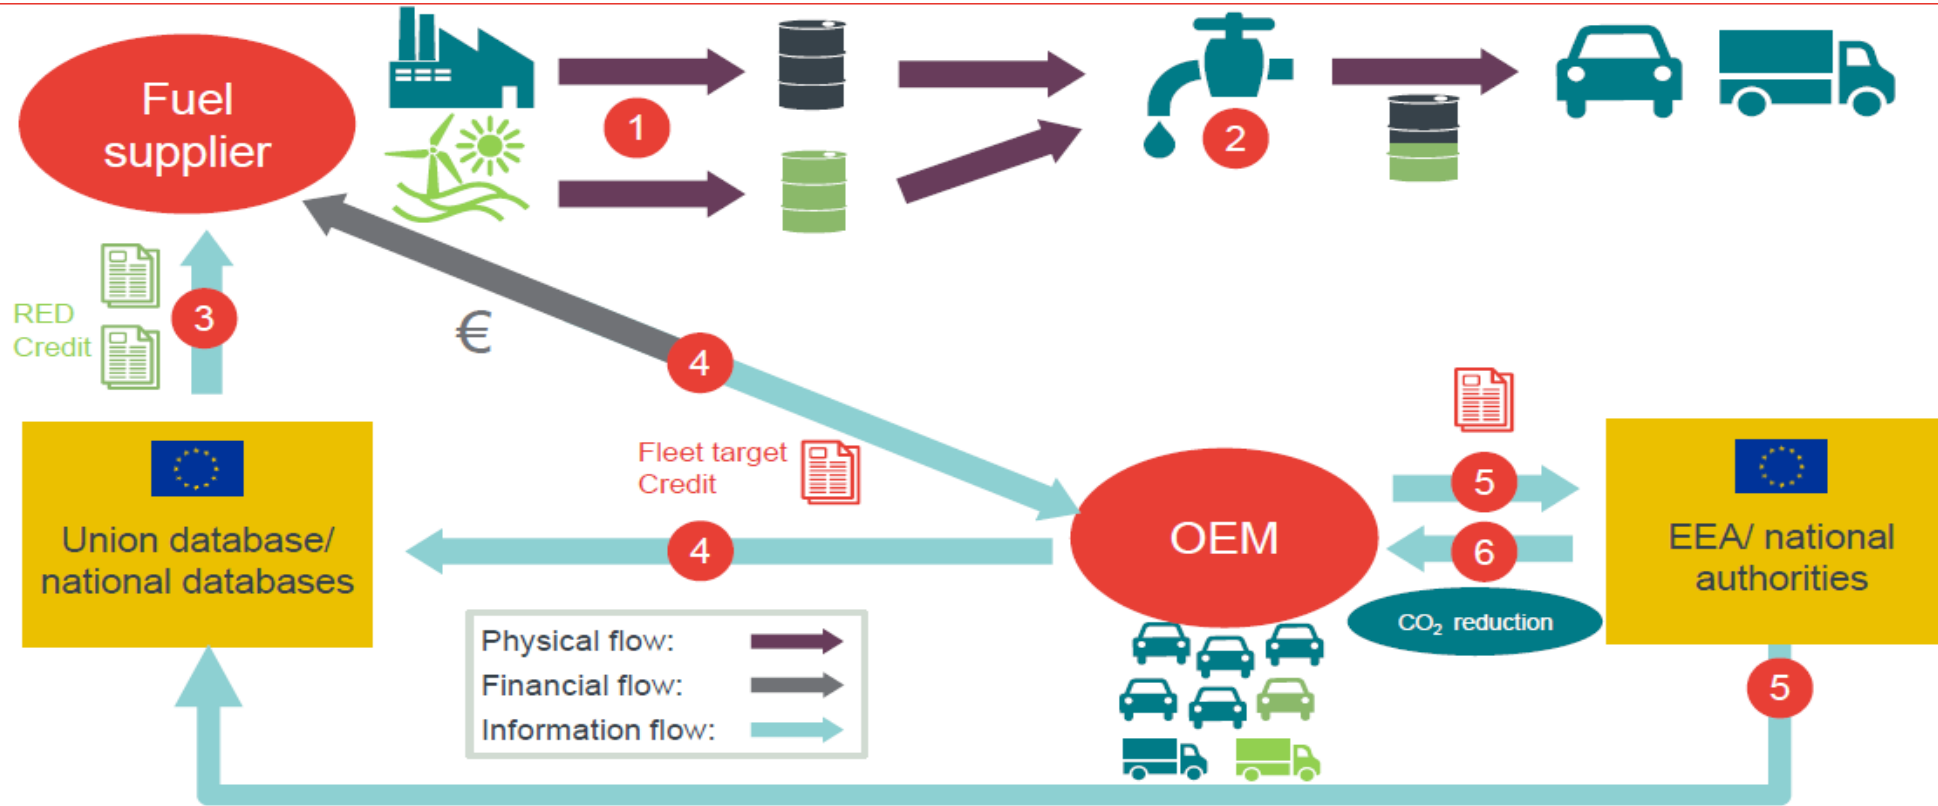 Fuel
supplier
1
2
RED
Credit
3
€
4
Fleet target
Credit
4
OEM
5
6
CO₂ reduction
Union database/
national databases
EEA/ national
authorities
5
Physical flow:
Financial flow:
Information flow: